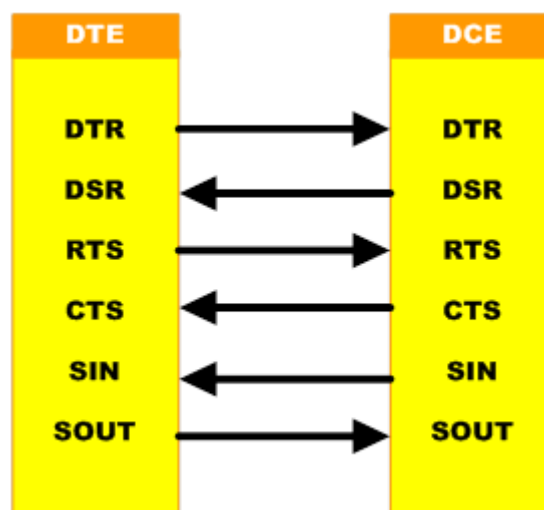 DTE DCE
DTR DTR
DSR DSR
RTS RTS
CTS CTS
SIN SIN
SOUT SOUT